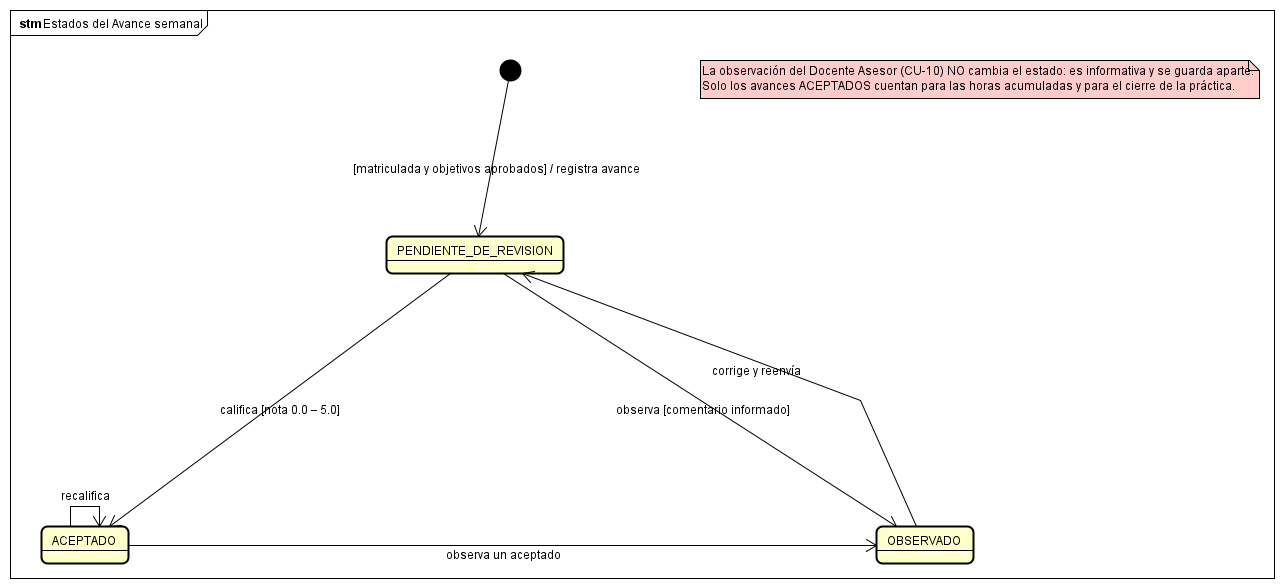 stm Estados del Avance semanal
La observación del Docente Asesor (CU-10) NO cambia el estado: es informativa y se guarda aparte.
Solo los avances ACEPTADOS cuentan para las horas acumuladas y para el cierre de la práctica.
[matriculada y objetivos aprobados] / registra avance
PENDIENTE_DE_REVISION
corrige y reenvía
califica [nota 0.0 – 5.0]
observa [comentario informado]
recalifica
ACEPTADO
OBSERVADO
observa un aceptado